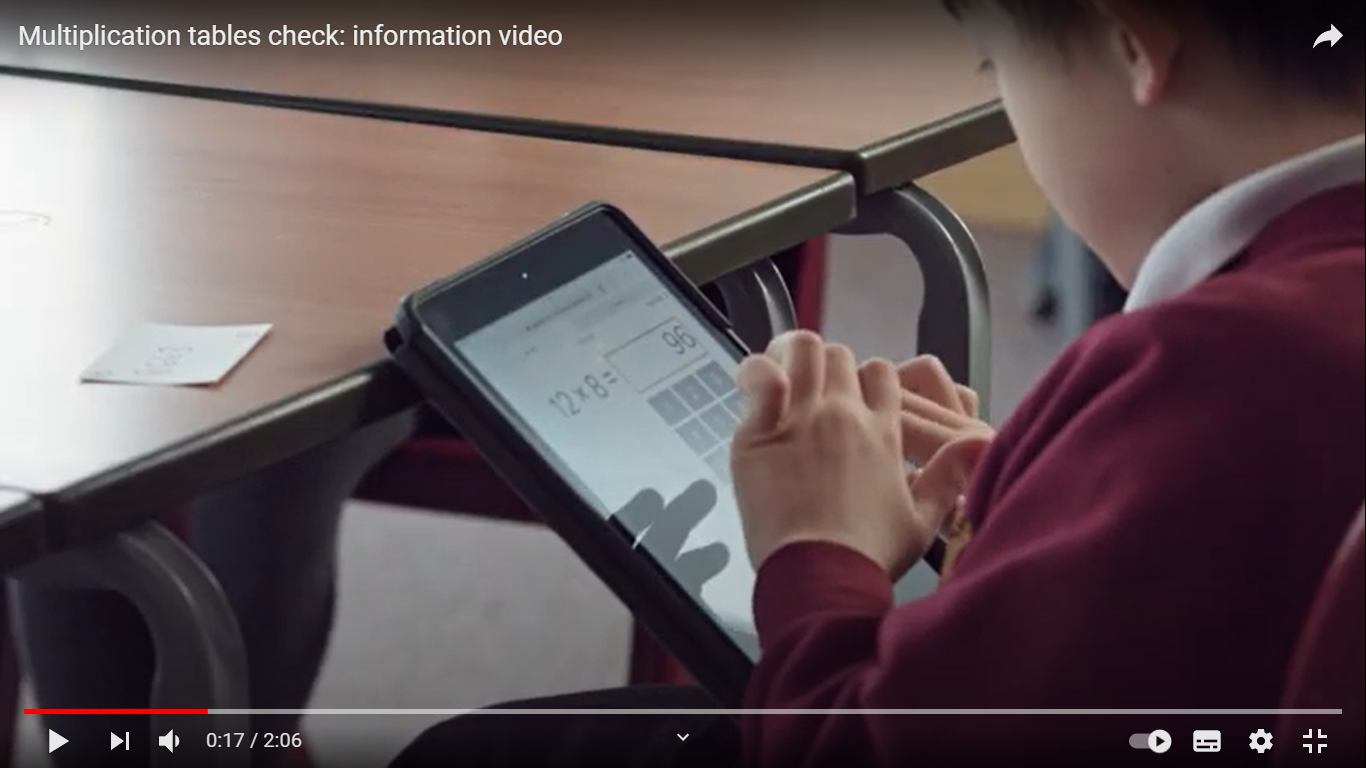 Multiplication tables check: information video
96
12×8=
0:17 / 2:06